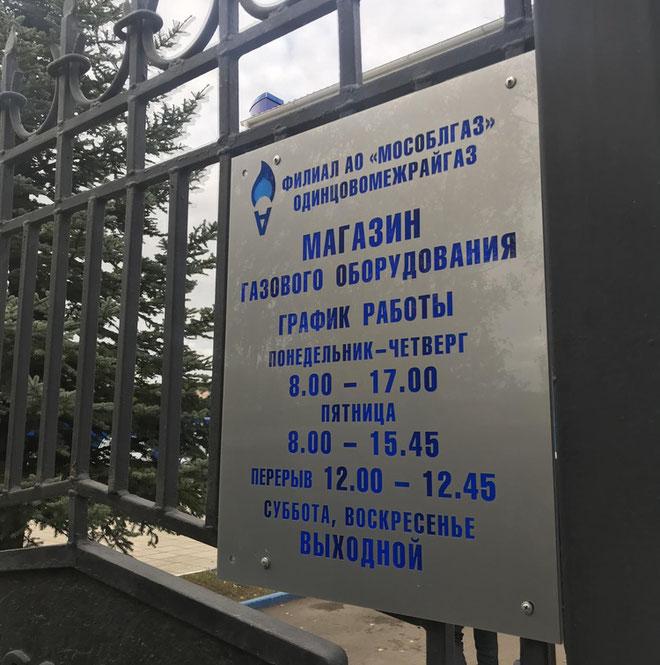 ФИЛИАЛ АО «МОСОБЛГАЗ»
ОДИНЦОВОМЕЖРАЙГАЗ
МАГАЗИН
ГАЗОВОГО ОБОРУДОВАНИЯ
ГРАФИК РАБОТЫ
ПОНЕДЕЛЬНИК-ЧЕТВЕРГ
8.00 - 17.00
ПЯТНИЦА
8.00 - 15.45
ПЕРЕРЫВ 12.00 - 12.45
СУББОТА, ВОСКРЕСЕНЬЕ
ВЫХОДНОЙ